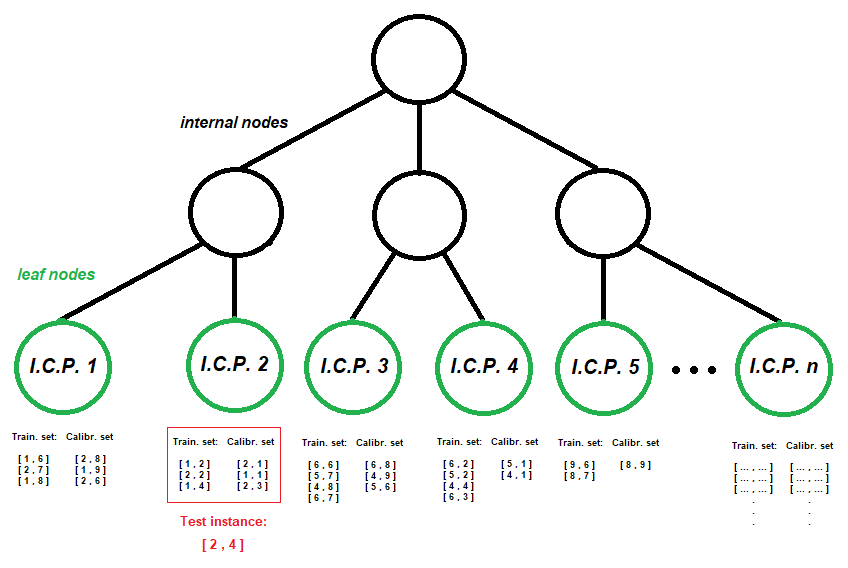 internal nodes
leaf nodes
I.C.P. 1
I.C.P. 2
I.C.P. 3
I.C.P. 4
I.C.P. 5
• • •
I.C.P. n
Train. set: Calibr. set
[ 1 , 6 ] [ 2 , 8 ]
[ 2 , 7 ] [ 1 , 9 ]
[ 1 , 8 ] [ 2 , 6 ]
Train. set: Calibr. set
[ 1 , 2 ] [ 2 , 1 ]
[ 2 , 2 ] [ 1 , 1 ]
[ 1 , 4 ] [ 2 , 3 ]
Test instance:
[ 2 , 4 ]
Train. set: Calibr. set
[ 6 , 6 ] [ 6 , 8 ]
[ 5 , 7 ] [ 4 , 9 ]
[ 4 , 8 ] [ 5 , 6 ]
[ 6 , 7 ]
Train. set: Calibr. set
[ 6 , 2 ] [ 5 , 1 ]
[ 5 , 2 ] [ 4 , 1 ]
[ 4 , 4 ]
[ 6 , 3 ]
Train. set: Calibr. set
[ 9 , 6 ] [ 8 , 9 ]
[ 8 , 7 ]
Train. set: Calibr. set
[ ... , ... ] [ ... , ... ]
[ ... , ... ] [ ... , ... ]
[ ... , ... ] [ ... , ... ]
. .
. .
. .